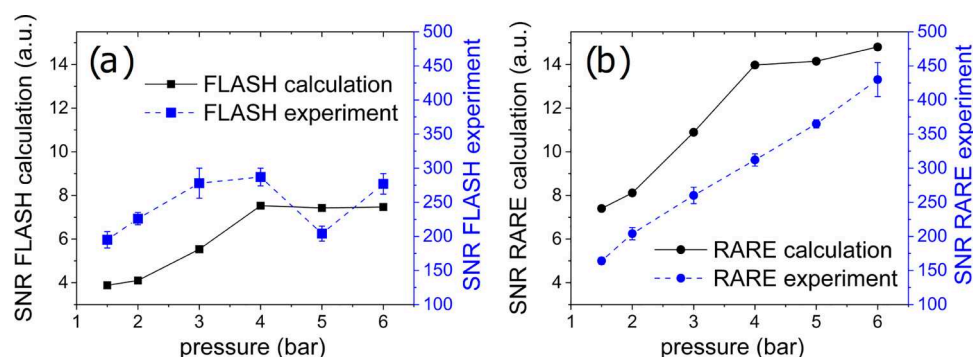 (a)
FLASH calculation
FLASH experiment
SNR FLASH calculation (a.u.)
14
12
10
8
6
4
SNR FLASH experiment
500
450
400
350
300
250
200
150
100
1 2 3 4 5 6
pressure (bar)
(b)
RARE calculation
RARE experiment
SNR RARE calculation (a.u.)
14
12
10
8
6
4
SNR RARE experiment
500
450
400
350
300
250
200
150
100
1 2 3 4 5 6
pressure (bar)